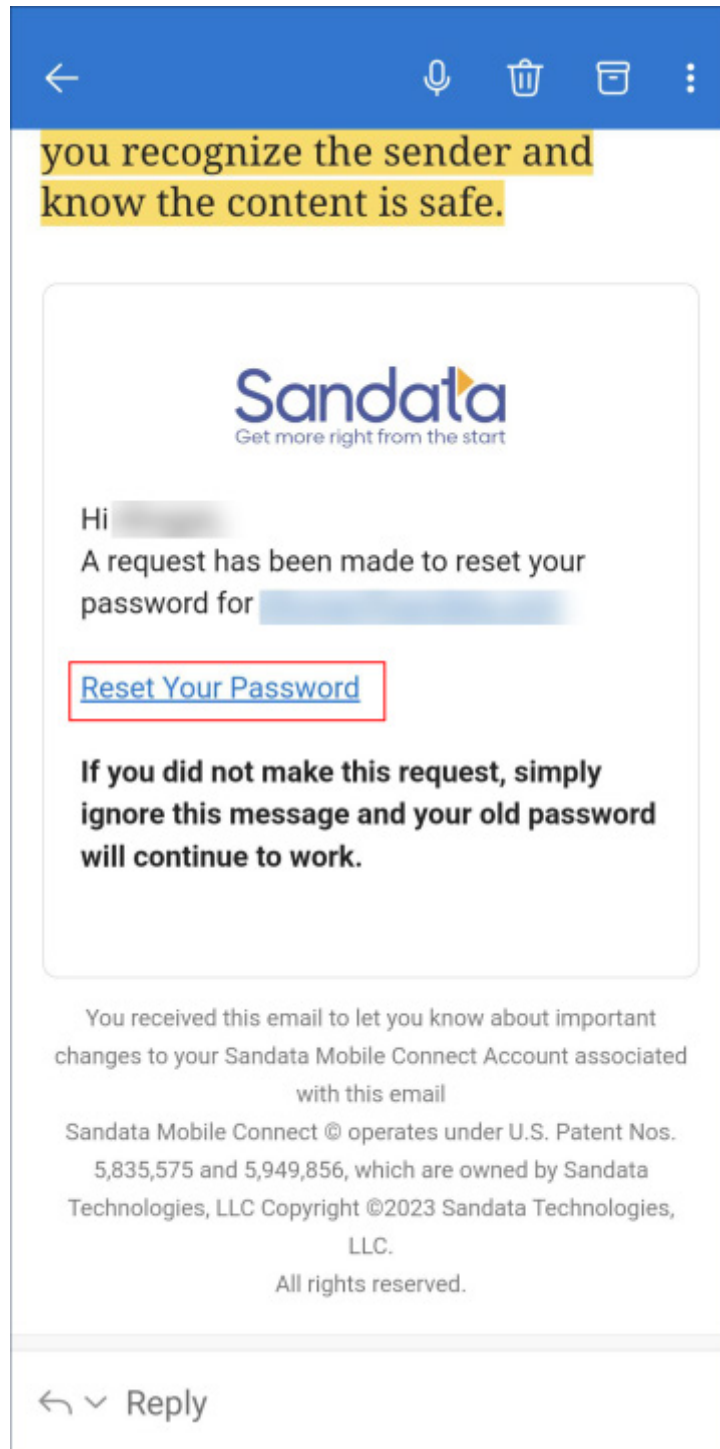 you recognize the sender and
know the content is safe.
Sandata
Get more right from the start
Hi
A request has been made to reset your
password for
Reset Your Password
If you did not make this request, simply
ignore this message and your old password
will continue to work.
You received this email to let you know about important
changes to your Sandata Mobile Connect Account associated
with this email
Sandata Mobile Connect © operates under U.S. Patent Nos.
5,835,575 and 5,949,856, which are owned by Sandata
Technologies, LLC Copyright ©2023 Sandata Technologies,
LLC.
All rights reserved.
Reply